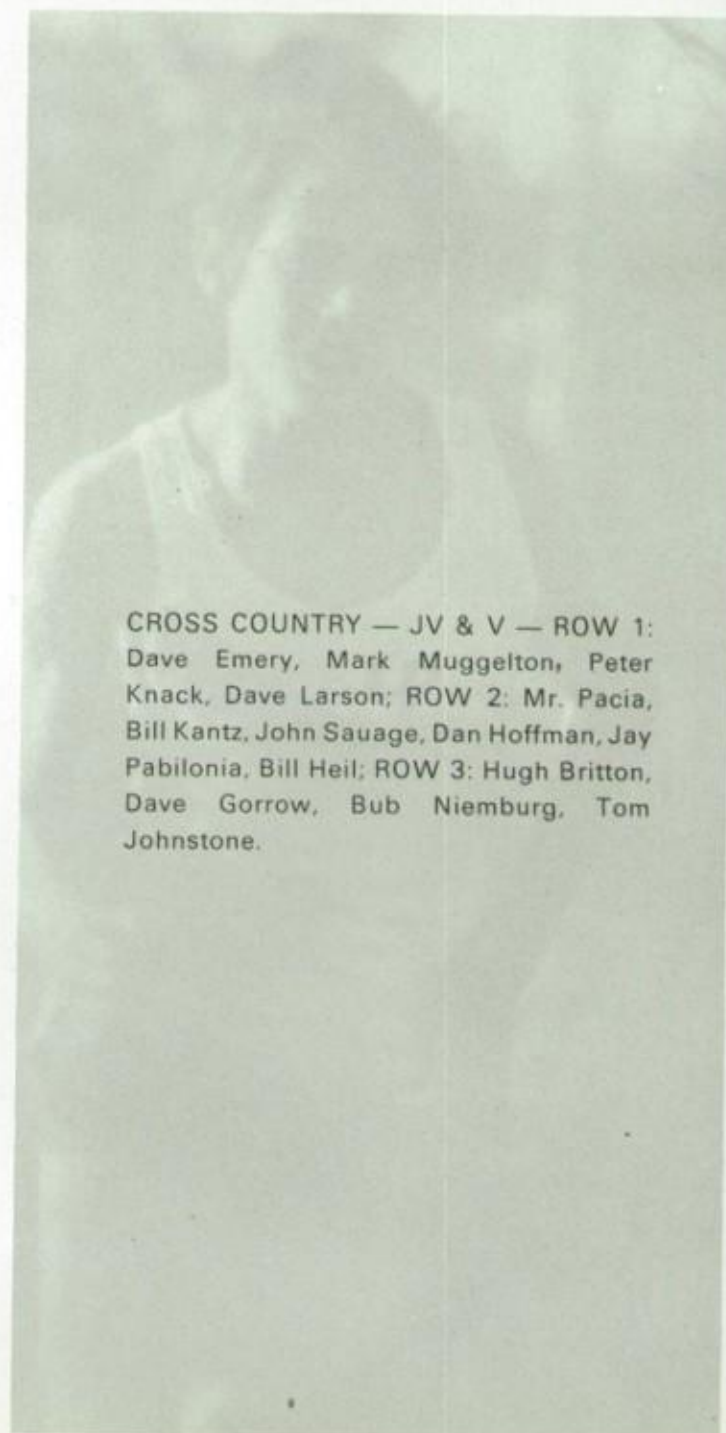 CROSS COUNTRY — JV & V — ROW 1:
Dave Emery, Mark Muggelton, Peter
Knack, Dave Larson; ROW 2: Mr. Pacia,
Bill Kantz, John Sauage, Dan Hoffman, Jay
Pabilonia, Bill Heil; ROW 3: Hugh Britton,
Dave Gorrow, Bub Niemburg, Tom
Johnstone.